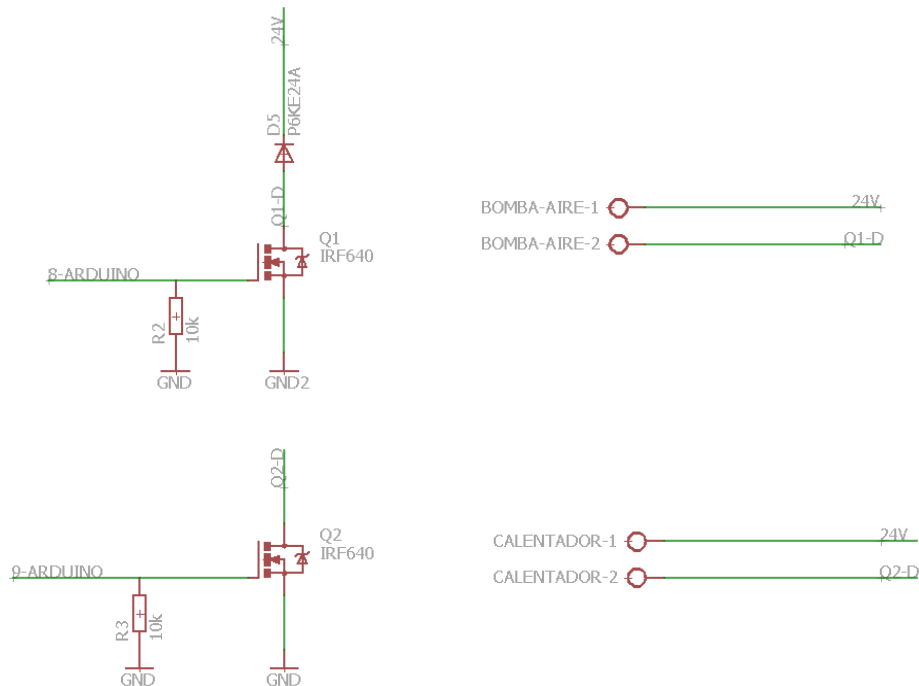 24V
D5
P6KE24A
Q1-D
Q1
IRF640
8-ARDUINO
R2
10k
GND
GND2
BOMBA-AIRE-1
24V
BOMBA-AIRE-2
Q1-D
Q2-D
Q2
IRF640
9-ARDUINO
R3
10k
GND
GND
CALENTADOR-1
24V
CALENTADOR-2
Q2-D